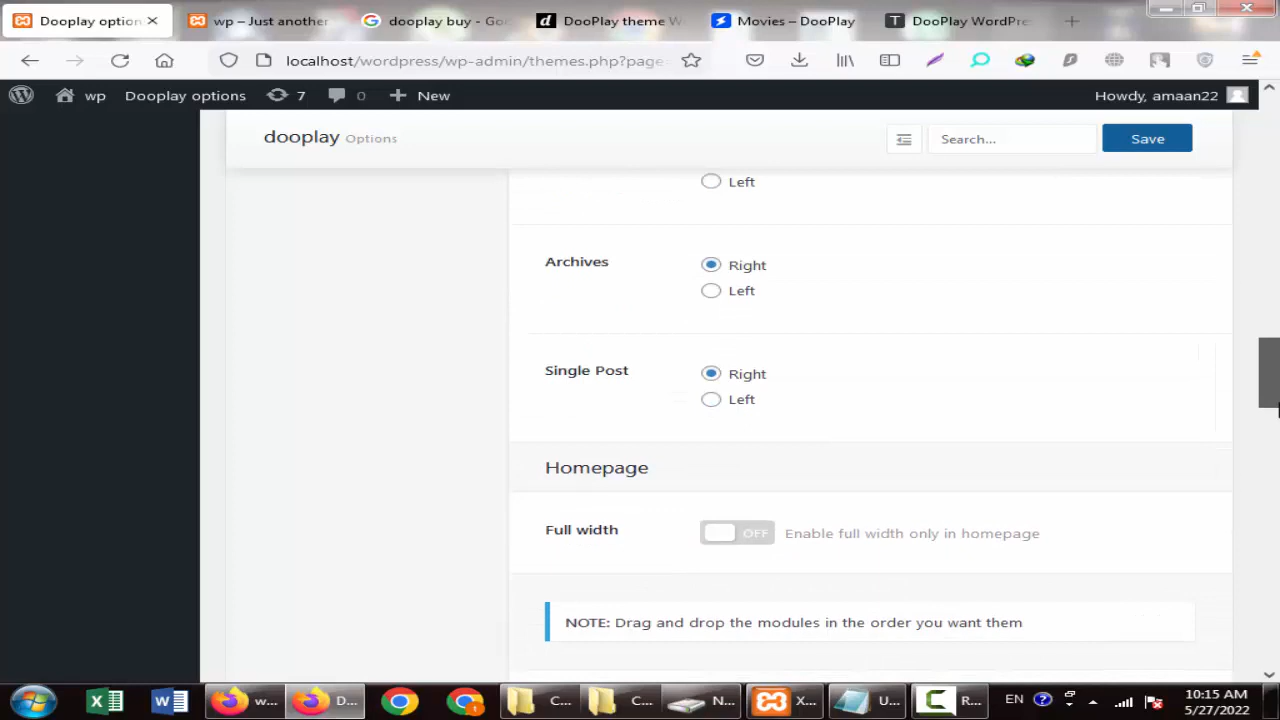 Dooplay option
wp – Just another
dooplay buy - Go
DooPlay theme W
Movies – DooPlay
DooPlay WordPre
localhost/wordpress/wp-admin/themes.php?page
wp
Dooplay options
7
0
New
Howdy, amaan22
dooplay Options
Search...
Save
Left
Archives
Right
Left
Single Post
Right
Left
Homepage
Full width
OFF
Enable full width only in homepage
NOTE: Drag and drop the modules in the order you want them
w...
D...
C...
C...
N...
X...
U...
R...
EN
10:15 AM
5/27/2022